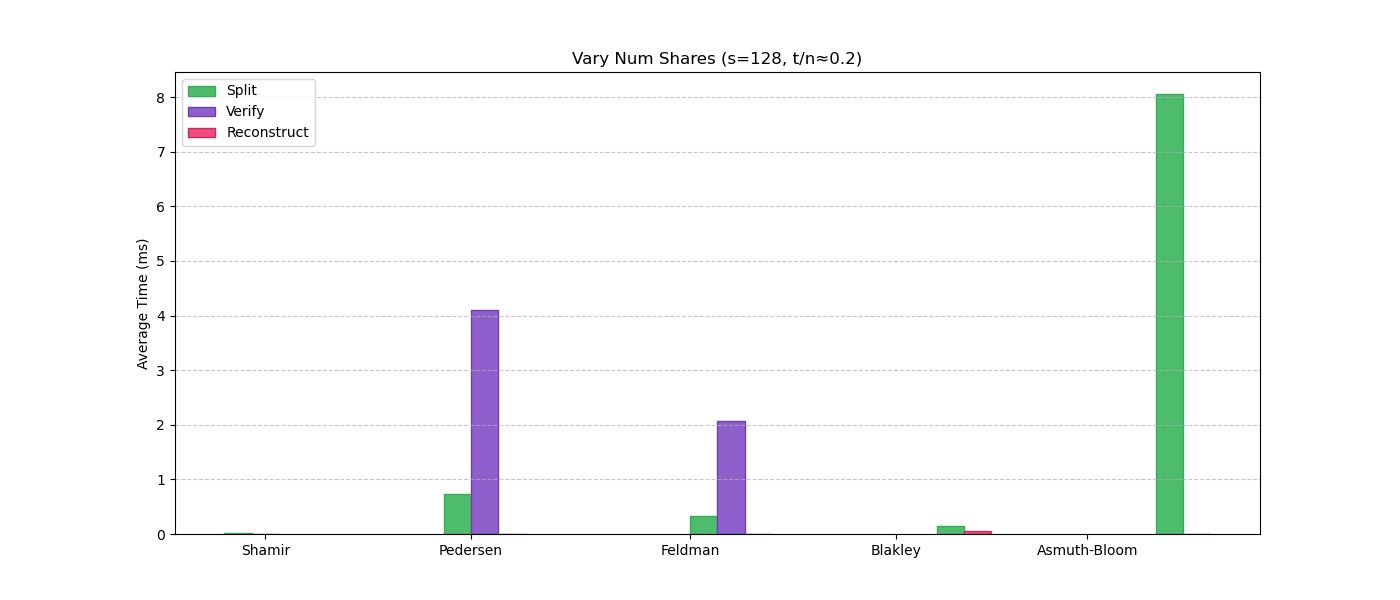 Vary Num Shares (s=128, t/n≈0.2)
Split
Verify
Reconstruct
Average Time (ms)
8
7
6
5
4
3
2
1
0
Shamir Pedersen Feldman Blakley Asmuth-Bloom